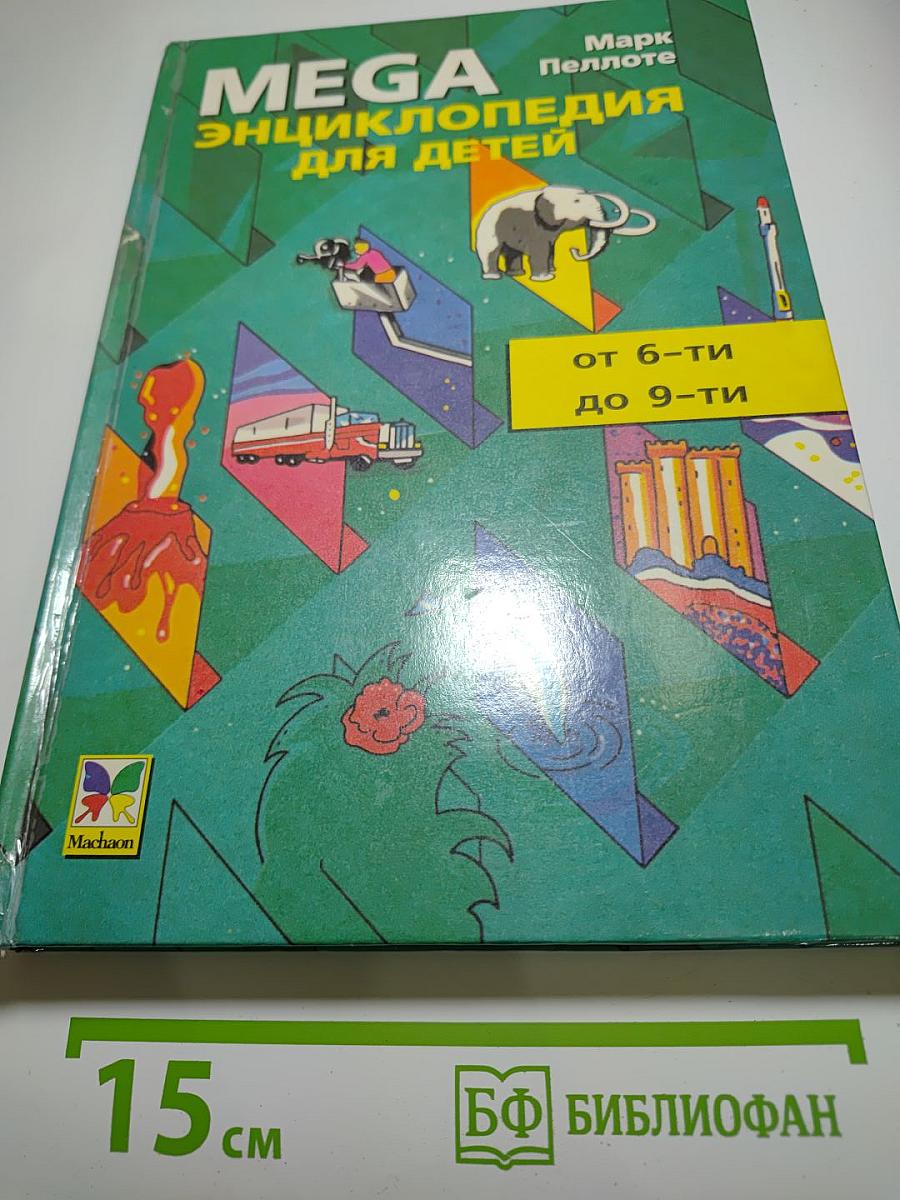 Марк
Пеллоте
MEGA
ЭНЦИКЛОПЕДИЯ
ДЛЯ ДЕТЕЙ
от 6-ти
до 9-ти
Machaon
15 см
БФ БИБЛИОФАН